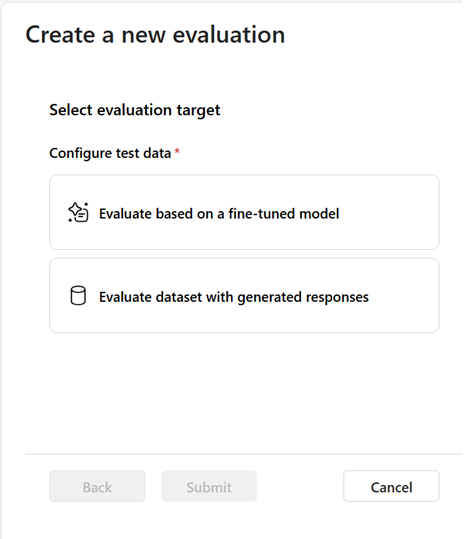 Create a new evaluation
Select evaluation target
Configure test data *
Evaluate based on a fine-tuned model
Evaluate dataset with generated responses
Back
Submit
Cancel